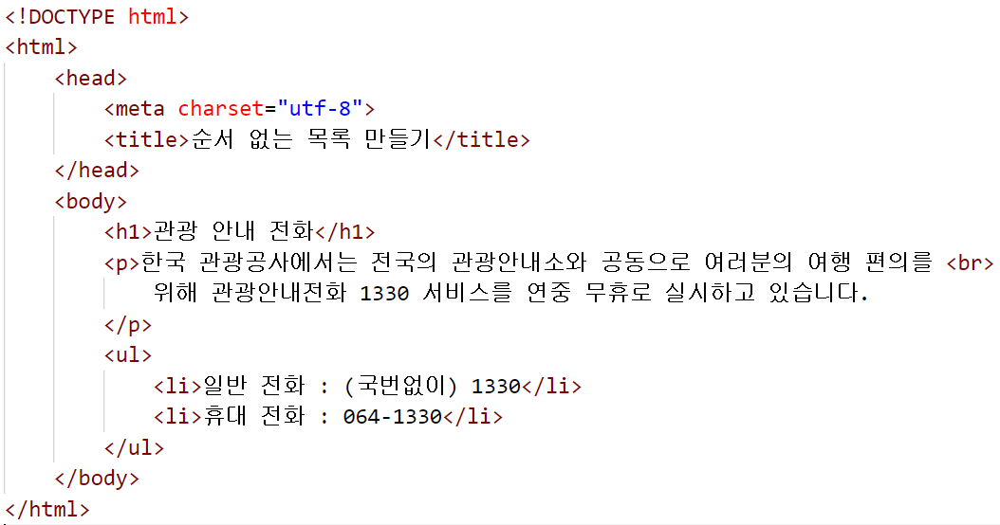 <!DOCTYPE html>
<html>
<head>
<meta charset="utf-8">
<title>순서 없는 목록 만들기</title>
</head>
<body>
<h1>관광 안내 전화</h1>
<p>한국 관광공사에서는 전국의 관광안내소와 공동으로 여러분의 여행 편의를 <br>
위해 관광안내전화 1330 서비스를 연중 무휴로 실시하고 있습니다.
</p>
<ul>
<li>일반 전화 : (국번없이) 1330</li>
<li>휴대 전화 : 064-1330</li>
</ul>
</body>
</html>